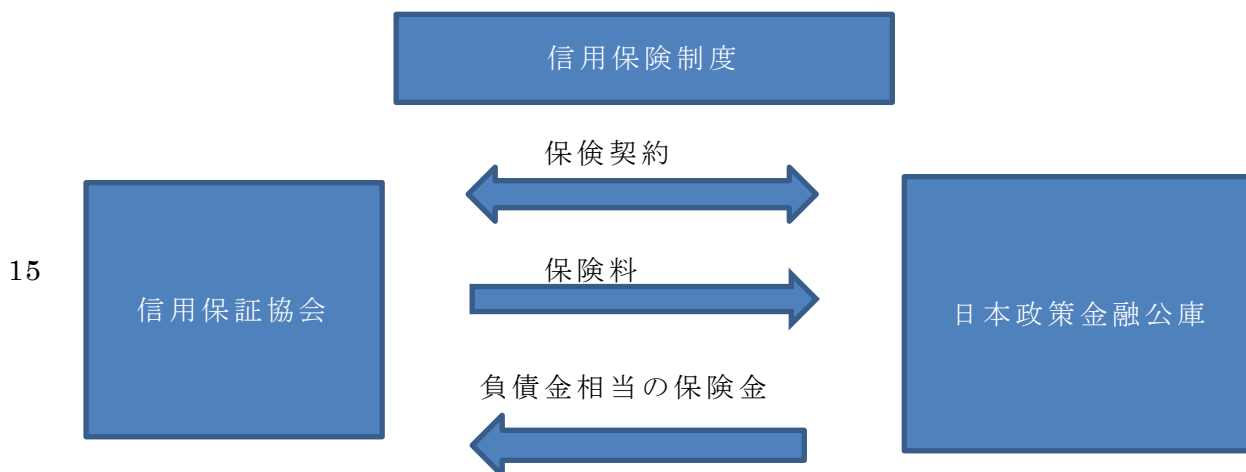 信用保険制度
保倹契約
15
保険料
信用保証協会
日本政策金融公庫
負債金相当の保険金